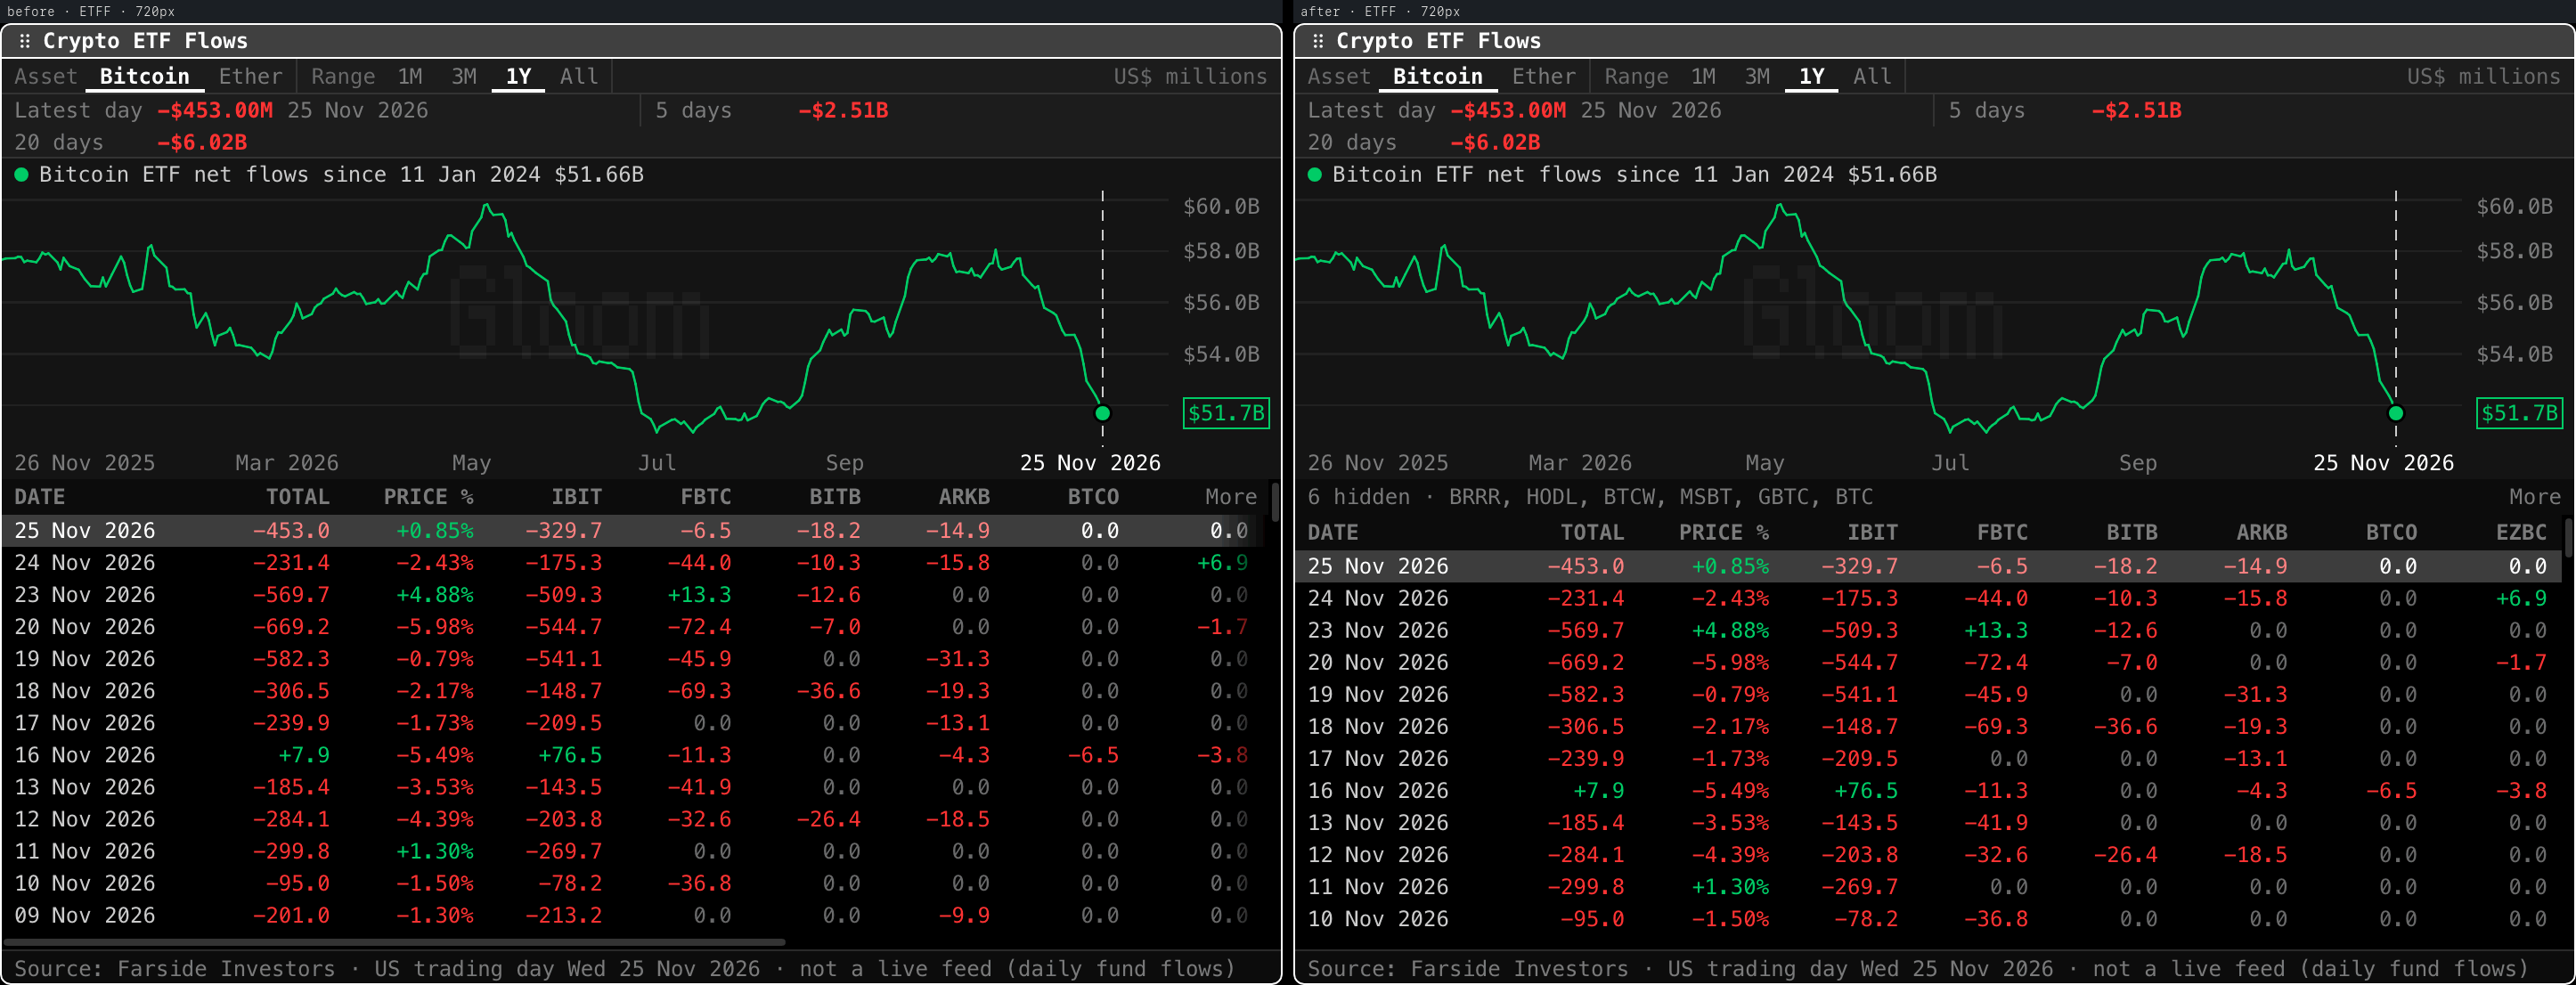 before · ETFF · 720px
Crypto ETF Flows
Asset Bitcoin Ether Range 1M 3M 1Y All US$ millions
Latest day −$453.00M 25 Nov 2026 5 days −$2.51B
20 days −$6.02B
Bitcoin ETF net flows since 11 Jan 2024 $51.66B
$60.0B
$58.0B
Gloom
$56.0B
$54.0B
$51.7B
26 Nov 2025 Mar 2026 May Jul Sep 25 Nov 2026
DATE TOTAL PRICE % IBIT FBTC BITB ARKB BTCO More
25 Nov 2026 −453.0 +0.85% −329.7 −6.5 −18.2 −14.9 0.0 0.0
24 Nov 2026 −231.4 −2.43% −175.3 −44.0 −10.3 −15.8 0.0 +6.9
23 Nov 2026 −569.7 +4.88% −509.3 +13.3 −12.6 0.0 0.0 0.0
20 Nov 2026 −669.2 −5.98% −544.7 −72.4 −7.0 0.0 0.0 −1.7
19 Nov 2026 −582.3 −0.79% −541.1 −45.9 0.0 −31.3 0.0 0.0
18 Nov 2026 −306.5 −2.17% −148.7 −69.3 −36.6 −19.3 0.0 0.0
17 Nov 2026 −239.9 −1.73% −209.5 0.0 0.0 −13.1 0.0 0.0
16 Nov 2026 +7.9 −5.49% +76.5 −11.3 0.0 −4.3 −6.5 −3.8
13 Nov 2026 −185.4 −3.53% −143.5 −41.9 0.0 0.0 0.0 0.0
12 Nov 2026 −284.1 −4.39% −203.8 −32.6 −26.4 −18.5 0.0 0.0
11 Nov 2026 −299.8 +1.30% −269.7 0.0 0.0 0.0 0.0 0.0
10 Nov 2026 −95.0 −1.50% −78.2 −36.8 0.0 0.0 0.0 0.0
09 Nov 2026 −201.0 −1.30% −213.2 0.0 0.0 −9.9 0.0 0.0
Source: Farside Investors · US trading day Wed 25 Nov 2026 · not a live feed (daily fund flows)
after · ETFF · 720px
Crypto ETF Flows
Asset Bitcoin Ether Range 1M 3M 1Y All US$ millions
Latest day −$453.00M 25 Nov 2026 5 days −$2.51B
20 days −$6.02B
Bitcoin ETF net flows since 11 Jan 2024 $51.66B
$60.0B
$58.0B
Gloom
$56.0B
$54.0B
$51.7B
26 Nov 2025 Mar 2026 May Jul Sep 25 Nov 2026
6 hidden · BRRR, HODL, BTCW, MSBT, GBTC, BTC More
DATE TOTAL PRICE % IBIT FBTC BITB ARKB BTCO EZBC
25 Nov 2026 −453.0 +0.85% −329.7 −6.5 −18.2 −14.9 0.0 0.0
24 Nov 2026 −231.4 −2.43% −175.3 −44.0 −10.3 −15.8 0.0 +6.9
23 Nov 2026 −569.7 +4.88% −509.3 +13.3 −12.6 0.0 0.0 0.0
20 Nov 2026 −669.2 −5.98% −544.7 −72.4 −7.0 0.0 0.0 −1.7
19 Nov 2026 −582.3 −0.79% −541.1 −45.9 0.0 −31.3 0.0 0.0
18 Nov 2026 −306.5 −2.17% −148.7 −69.3 −36.6 −19.3 0.0 0.0
17 Nov 2026 −239.9 −1.73% −209.5 0.0 0.0 −13.1 0.0 0.0
16 Nov 2026 +7.9 −5.49% +76.5 −11.3 0.0 −4.3 −6.5 −3.8
13 Nov 2026 −185.4 −3.53% −143.5 −41.9 0.0 0.0 0.0 0.0
12 Nov 2026 −284.1 −4.39% −203.8 −32.6 −26.4 −18.5 0.0 0.0
11 Nov 2026 −299.8 +1.30% −269.7 0.0 0.0 0.0 0.0 0.0
10 Nov 2026 −95.0 −1.50% −78.2 −36.8 0.0 0.0 0.0 0.0
Source: Farside Investors · US trading day Wed 25 Nov 2026 · not a live feed (daily fund flows)